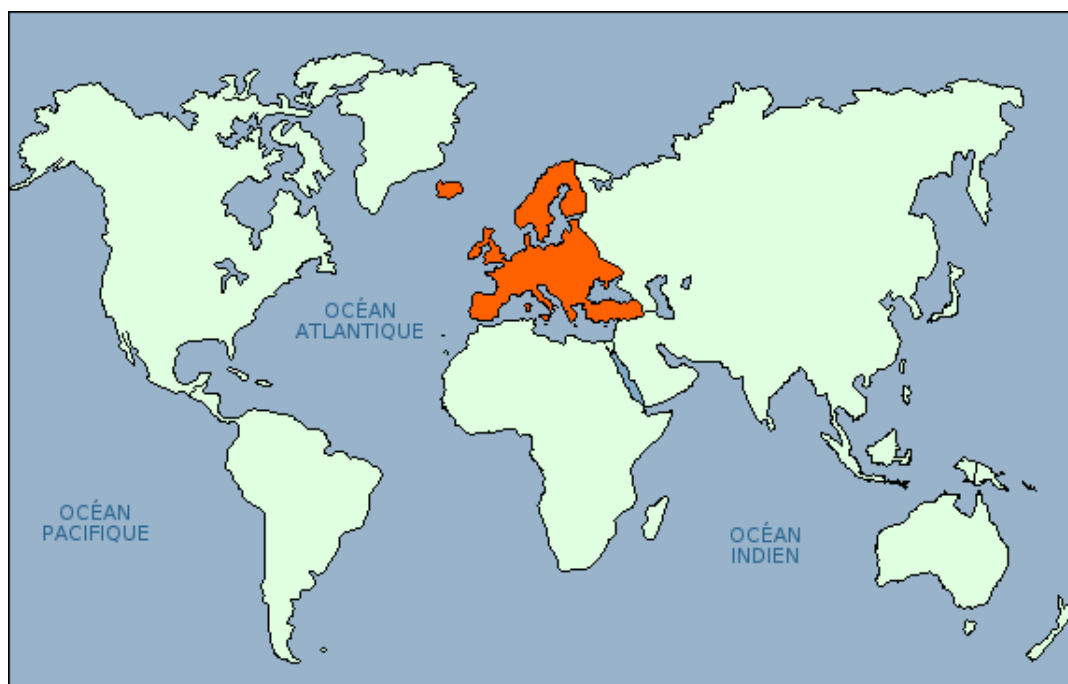 OCÉAN
ATLANTIQUE
OCÉAN
PACIFIQUE
OCÉAN
INDIEN